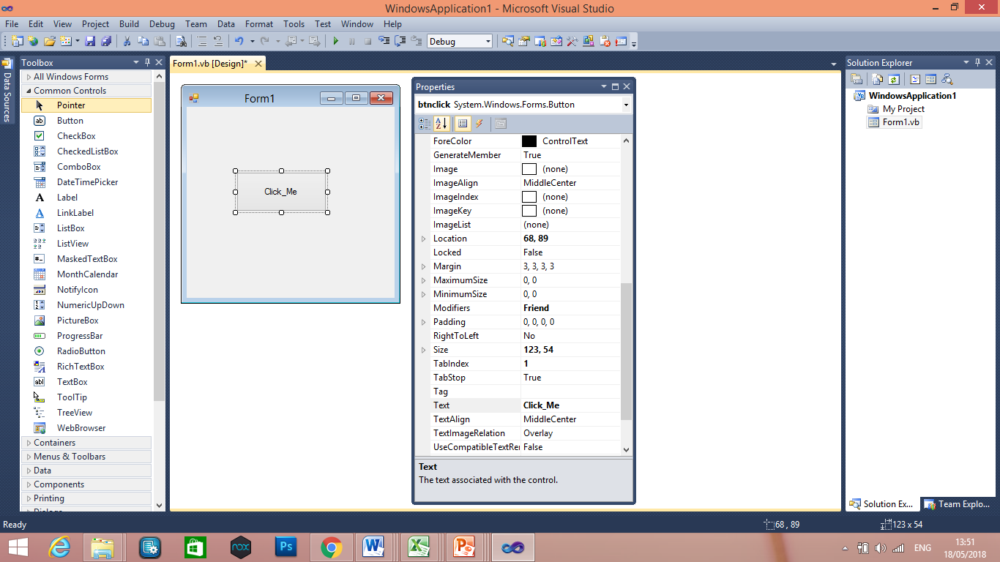 WindowsApplication1 - Microsoft Visual Studio
File Edit View Project Build Debug Team Data Format Tools Test Window Help
Debug
Data Sources
Toolbox
All Windows Forms
Common Controls
Pointer
Button
CheckBox
CheckedListBox
ComboBox
DateTimePicker
Label
LinkLabel
ListBox
ListView
MaskedTextBox
MonthCalendar
NotifyIcon
NumericUpDown
PictureBox
ProgressBar
RadioButton
RichTextBox
TextBox
ToolTip
TreeView
WebBrowser
Containers
Menus & Toolbars
Data
Components
Printing
Dialogs
Form1.vb [Design]*
Form1
Click_Me
Properties
btnclick System.Windows.Forms.Button
ForeColor ControlText
GenerateMember True
Image (none)
ImageAlign MiddleCenter
ImageIndex (none)
ImageKey (none)
ImageList (none)
Location 68, 89
Locked False
Margin 3, 3, 3, 3
MaximumSize 0, 0
MinimumSize 0, 0
Modifiers Friend
Padding 0, 0, 0, 0
RightToLeft No
Size 123, 54
TabIndex 1
TabStop True
Tag
Text Click_Me
TextAlign MiddleCenter
TextImageRelation Overlay
UseCompatibleTextRe False
Text
The text associated with the control.
Solution Explorer
WindowsApplication1
My Project
Form1.vb
Solution Ex... Team Explo...
Ready 68 , 89 123 x 54
nox Ps ENG
13:51
18/05/2018